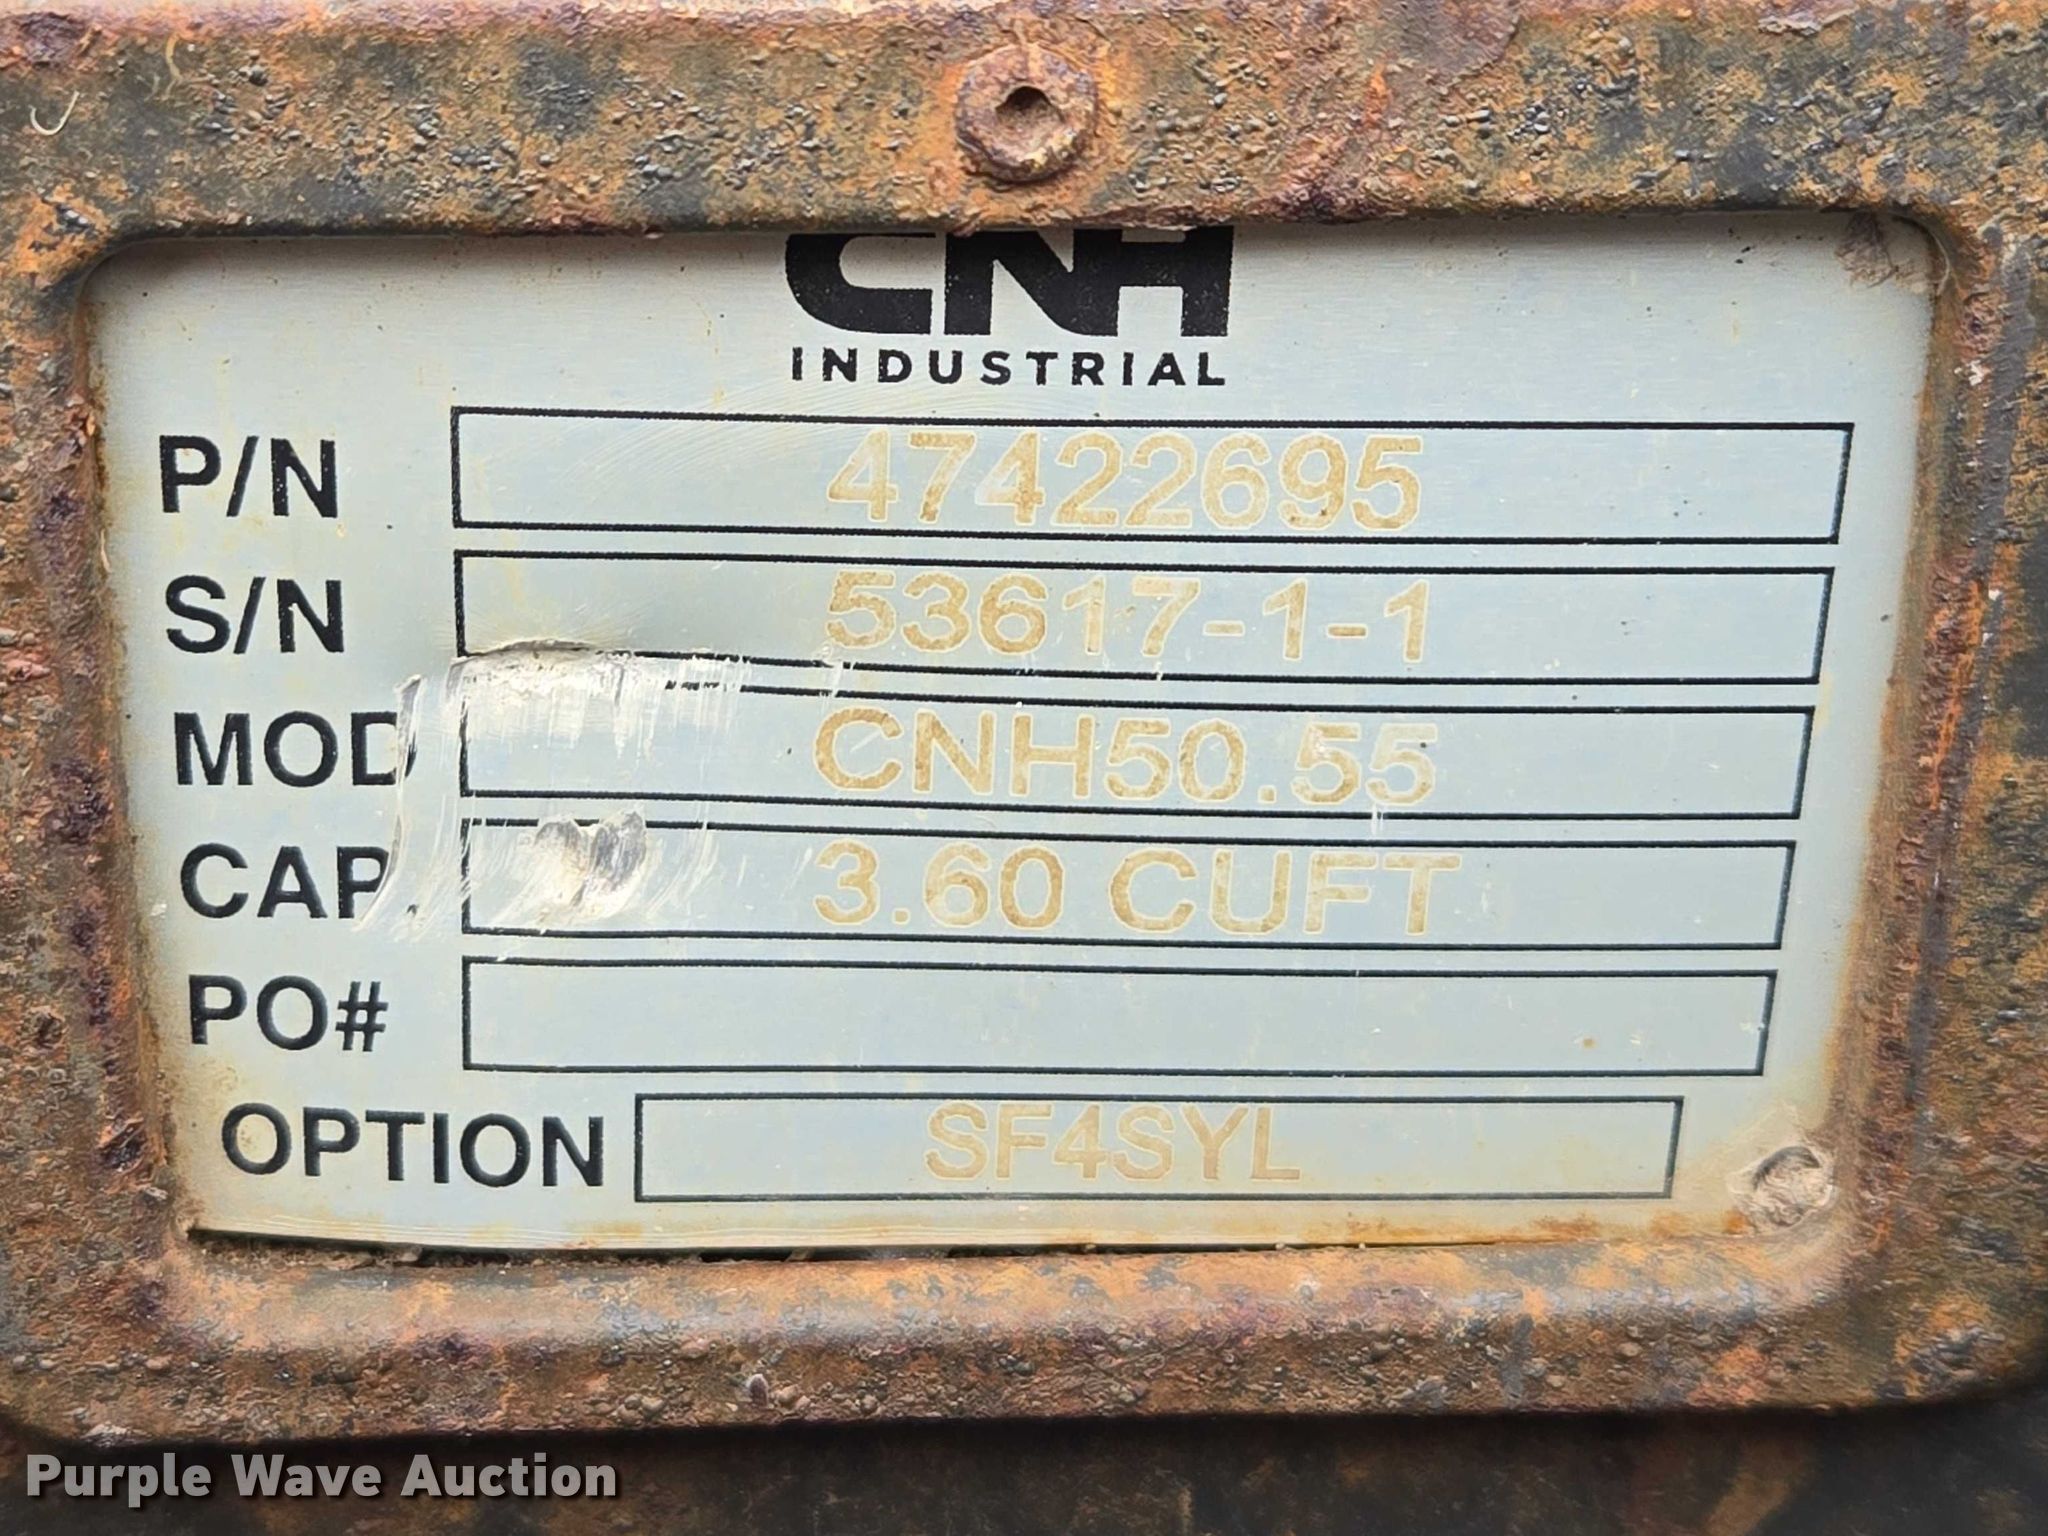 CNH
INDUSTRIAL
P/N 47422695
S/N 53617-1-1
MOD CNH50.55
CAP. 3.60 CUFT
PO#
OPTION SF4SYL
Purple Wave Auction